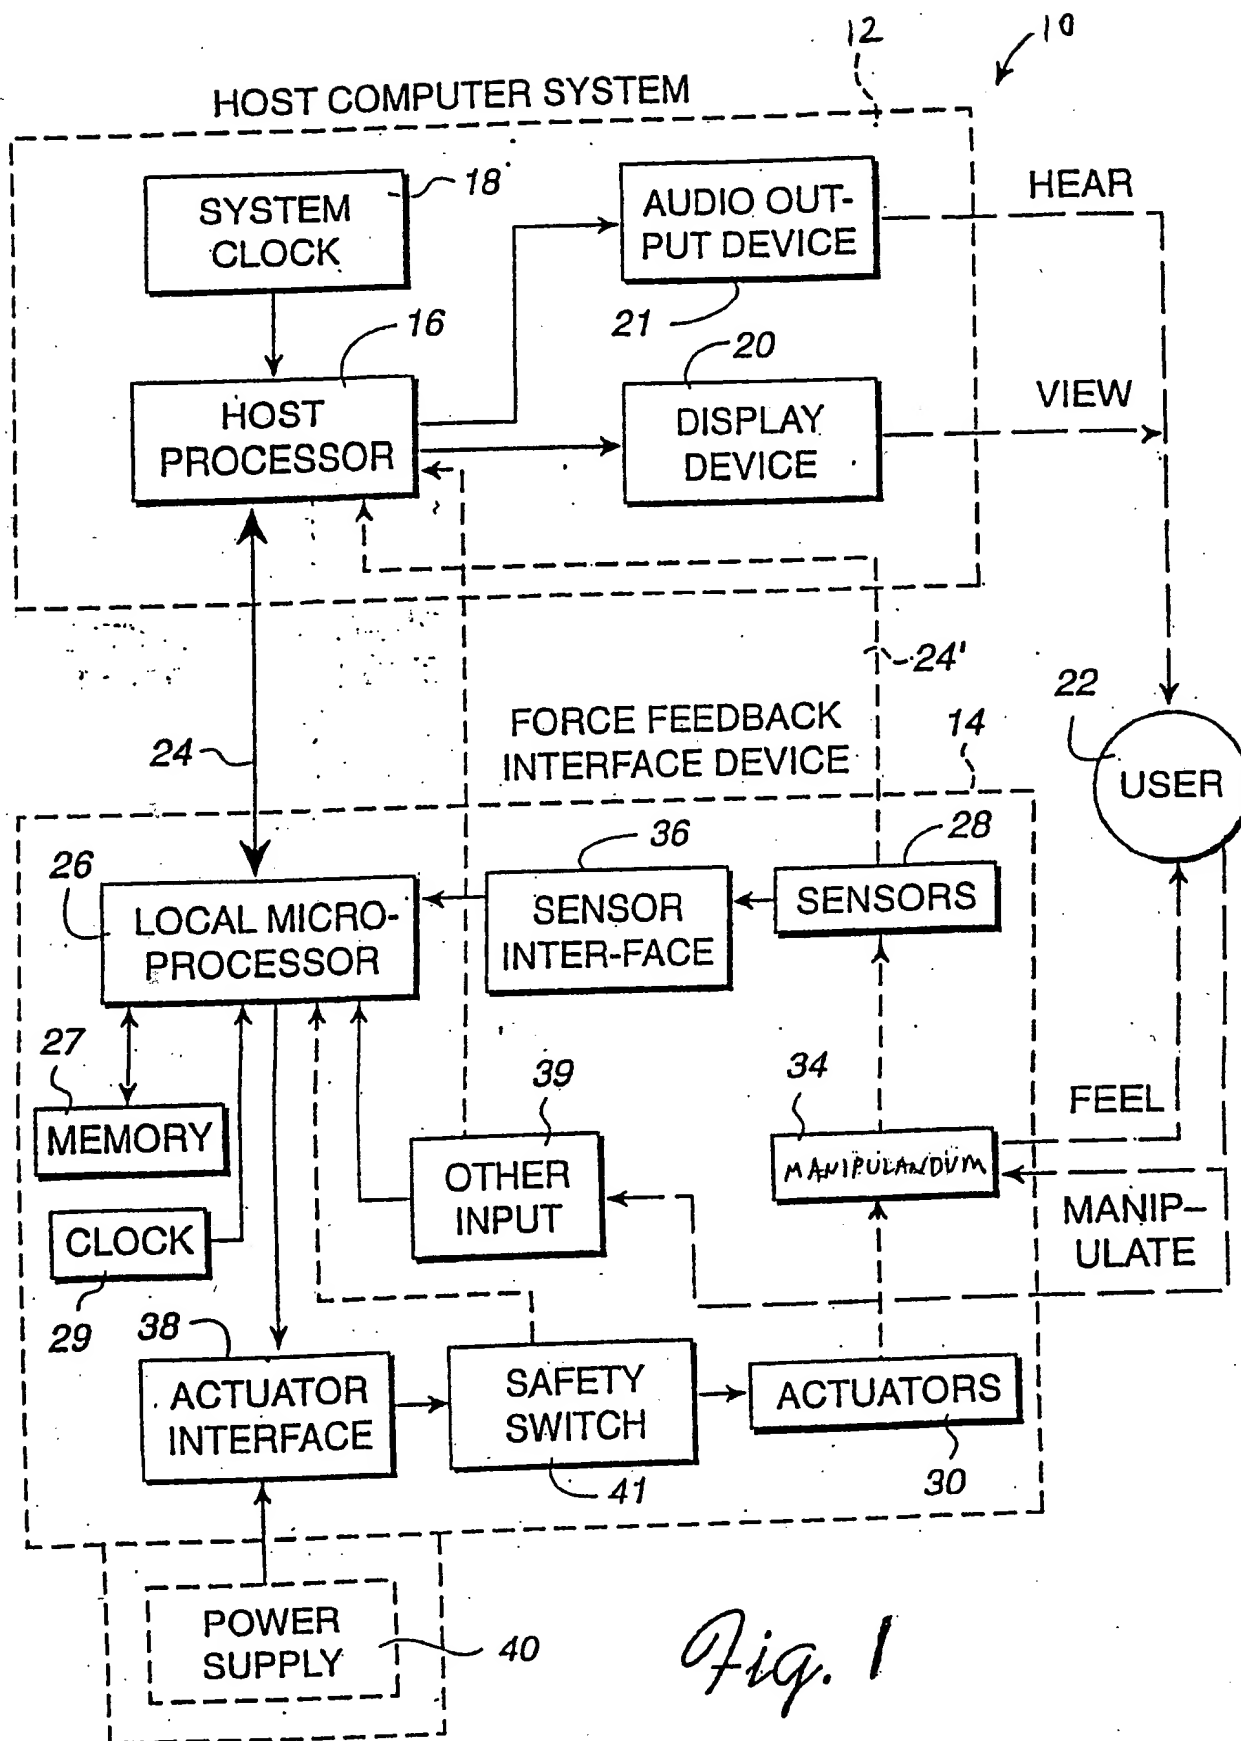 12
10
HOST COMPUTER SYSTEM
SYSTEM
CLOCK
18
AUDIO OUT-
PUT DEVICE
HEAR
16
21
20
HOST
PROCESSOR
DISPLAY
DEVICE
VIEW
24'
22
FORCE FEEDBACK
INTERFACE DEVICE
14
24
USER
26
36
28
LOCAL MICRO-
PROCESSOR
SENSOR
INTER-FACE
SENSORS
27
39
34
FEEL
MEMORY
OTHER
INPUT
MANIPULANDUM
MANIP-
ULATE
CLOCK
29
38
ACTUATOR
INTERFACE
SAFETY
SWITCH
ACTUATORS
41
30
POWER
SUPPLY
40
Fig. 1